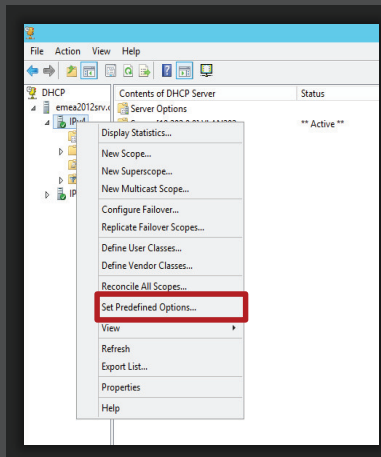 File Action View Help
DHCP
Contents of DHCP Server
Status
emea2012srv.
Server Options
IPv4
** Active **
Display Statistics...
New Scope...
New Superscope...
New Multicast Scope...
Configure Failover...
Replicate Failover Scopes...
Define User Classes...
Define Vendor Classes...
Reconcile All Scopes...
Set Predefined Options...
View
Refresh
Export List...
Properties
Help
IP